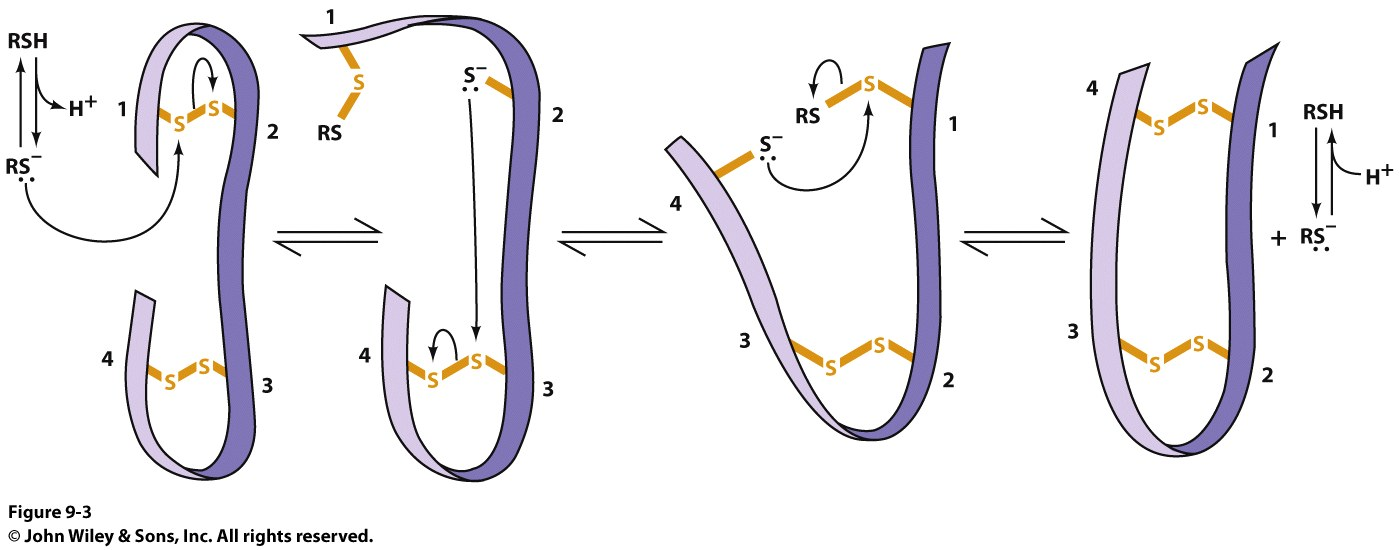 RSH
H+
RS:-
1
2
S
S
4
3
S
S
1
S
RS
S:-
2
4
3
S
S
RS
S
1
S:-
4
3
2
S
S
4
1
S
S
3
2
S
S
+
RSH
H+
RS:-
Figure 9-3
© John Wiley & Sons, Inc. All rights reserved.